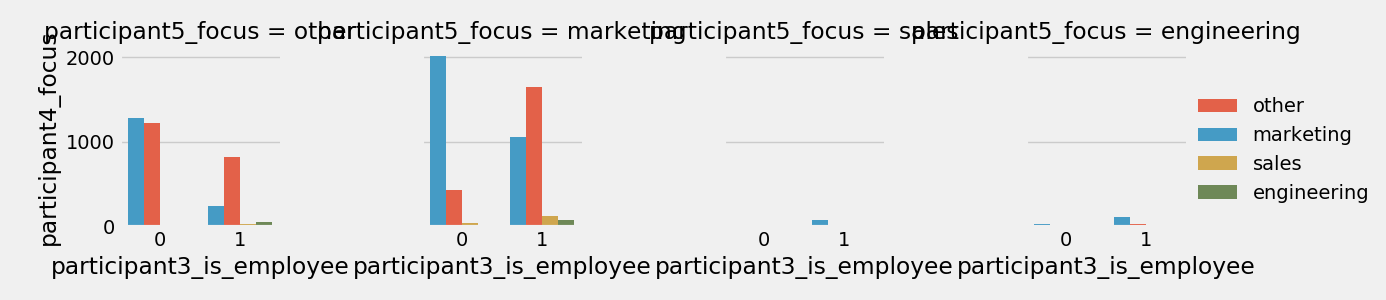 participant5_focus = other
participant5_focus = marketing
participant5_focus = sales
participant5_focus = engineering
participant4_focus
2000
1000
0
0 1
0 1
0 1
0 1
participant3_is_employee
participant3_is_employee
participant3_is_employee
participant3_is_employee
other
marketing
sales
engineering